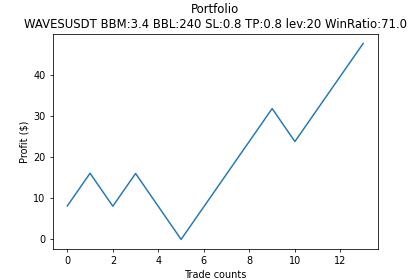 Portfolio
WAVESUSDT BBM:3.4 BBL:240 SL:0.8 TP:0.8 lev:20 WinRatio:71.0
Profit ($)
40
30
20
10
0
0 2 4 6 8 10 12
Trade counts